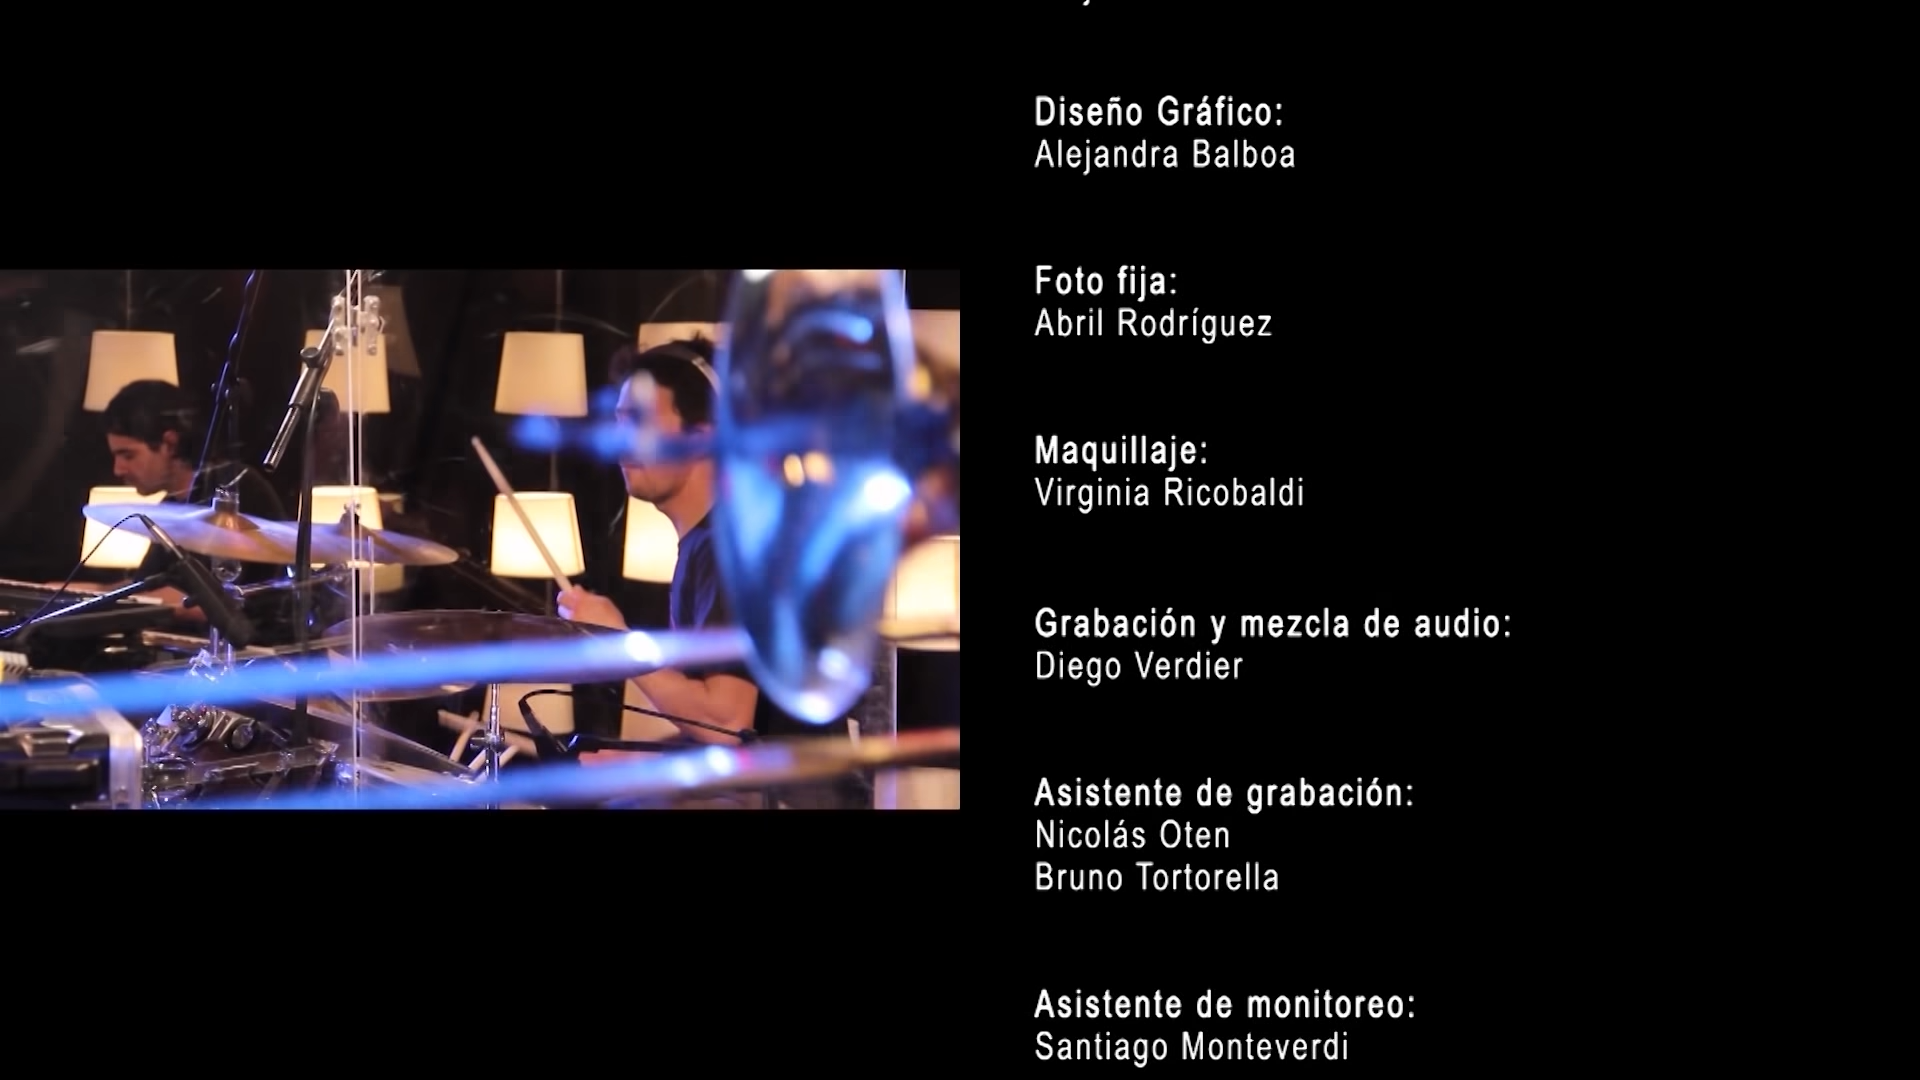 Diseño Gráfico:
Alejandra Balboa
Foto fija:
Abril Rodríguez
Maquillaje:
Virginia Ricobaldi
Grabación y mezcla de audio:
Diego Verdier
Asistente de grabación:
Nicolás Oten
Bruno Tortorella
Asistente de monitoreo:
Santiago Monteverdi